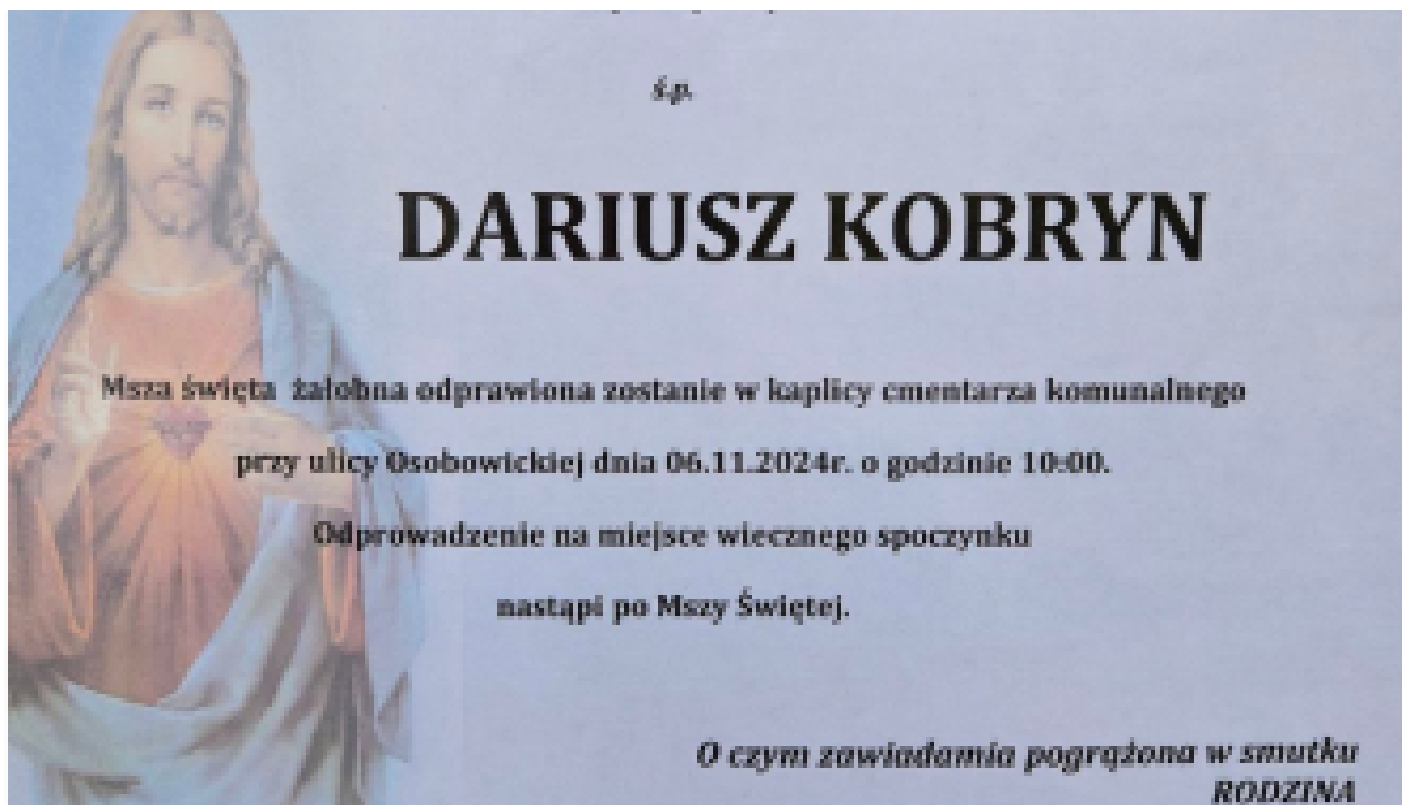 ś.p.
DARIUSZ KOBRYN
Msza święta żałobna odprawiona zostanie w kaplicy cmentarza komunalnego
przy ulicy Osobowickiej dnia 06.11.2024r. o godzinie 10:00.
Odprowadzenie na miejsce wiecznego spoczynku
nastąpi po Mszy Świętej.
O czym zawiadamia pogrążona w smutku
RODZINA